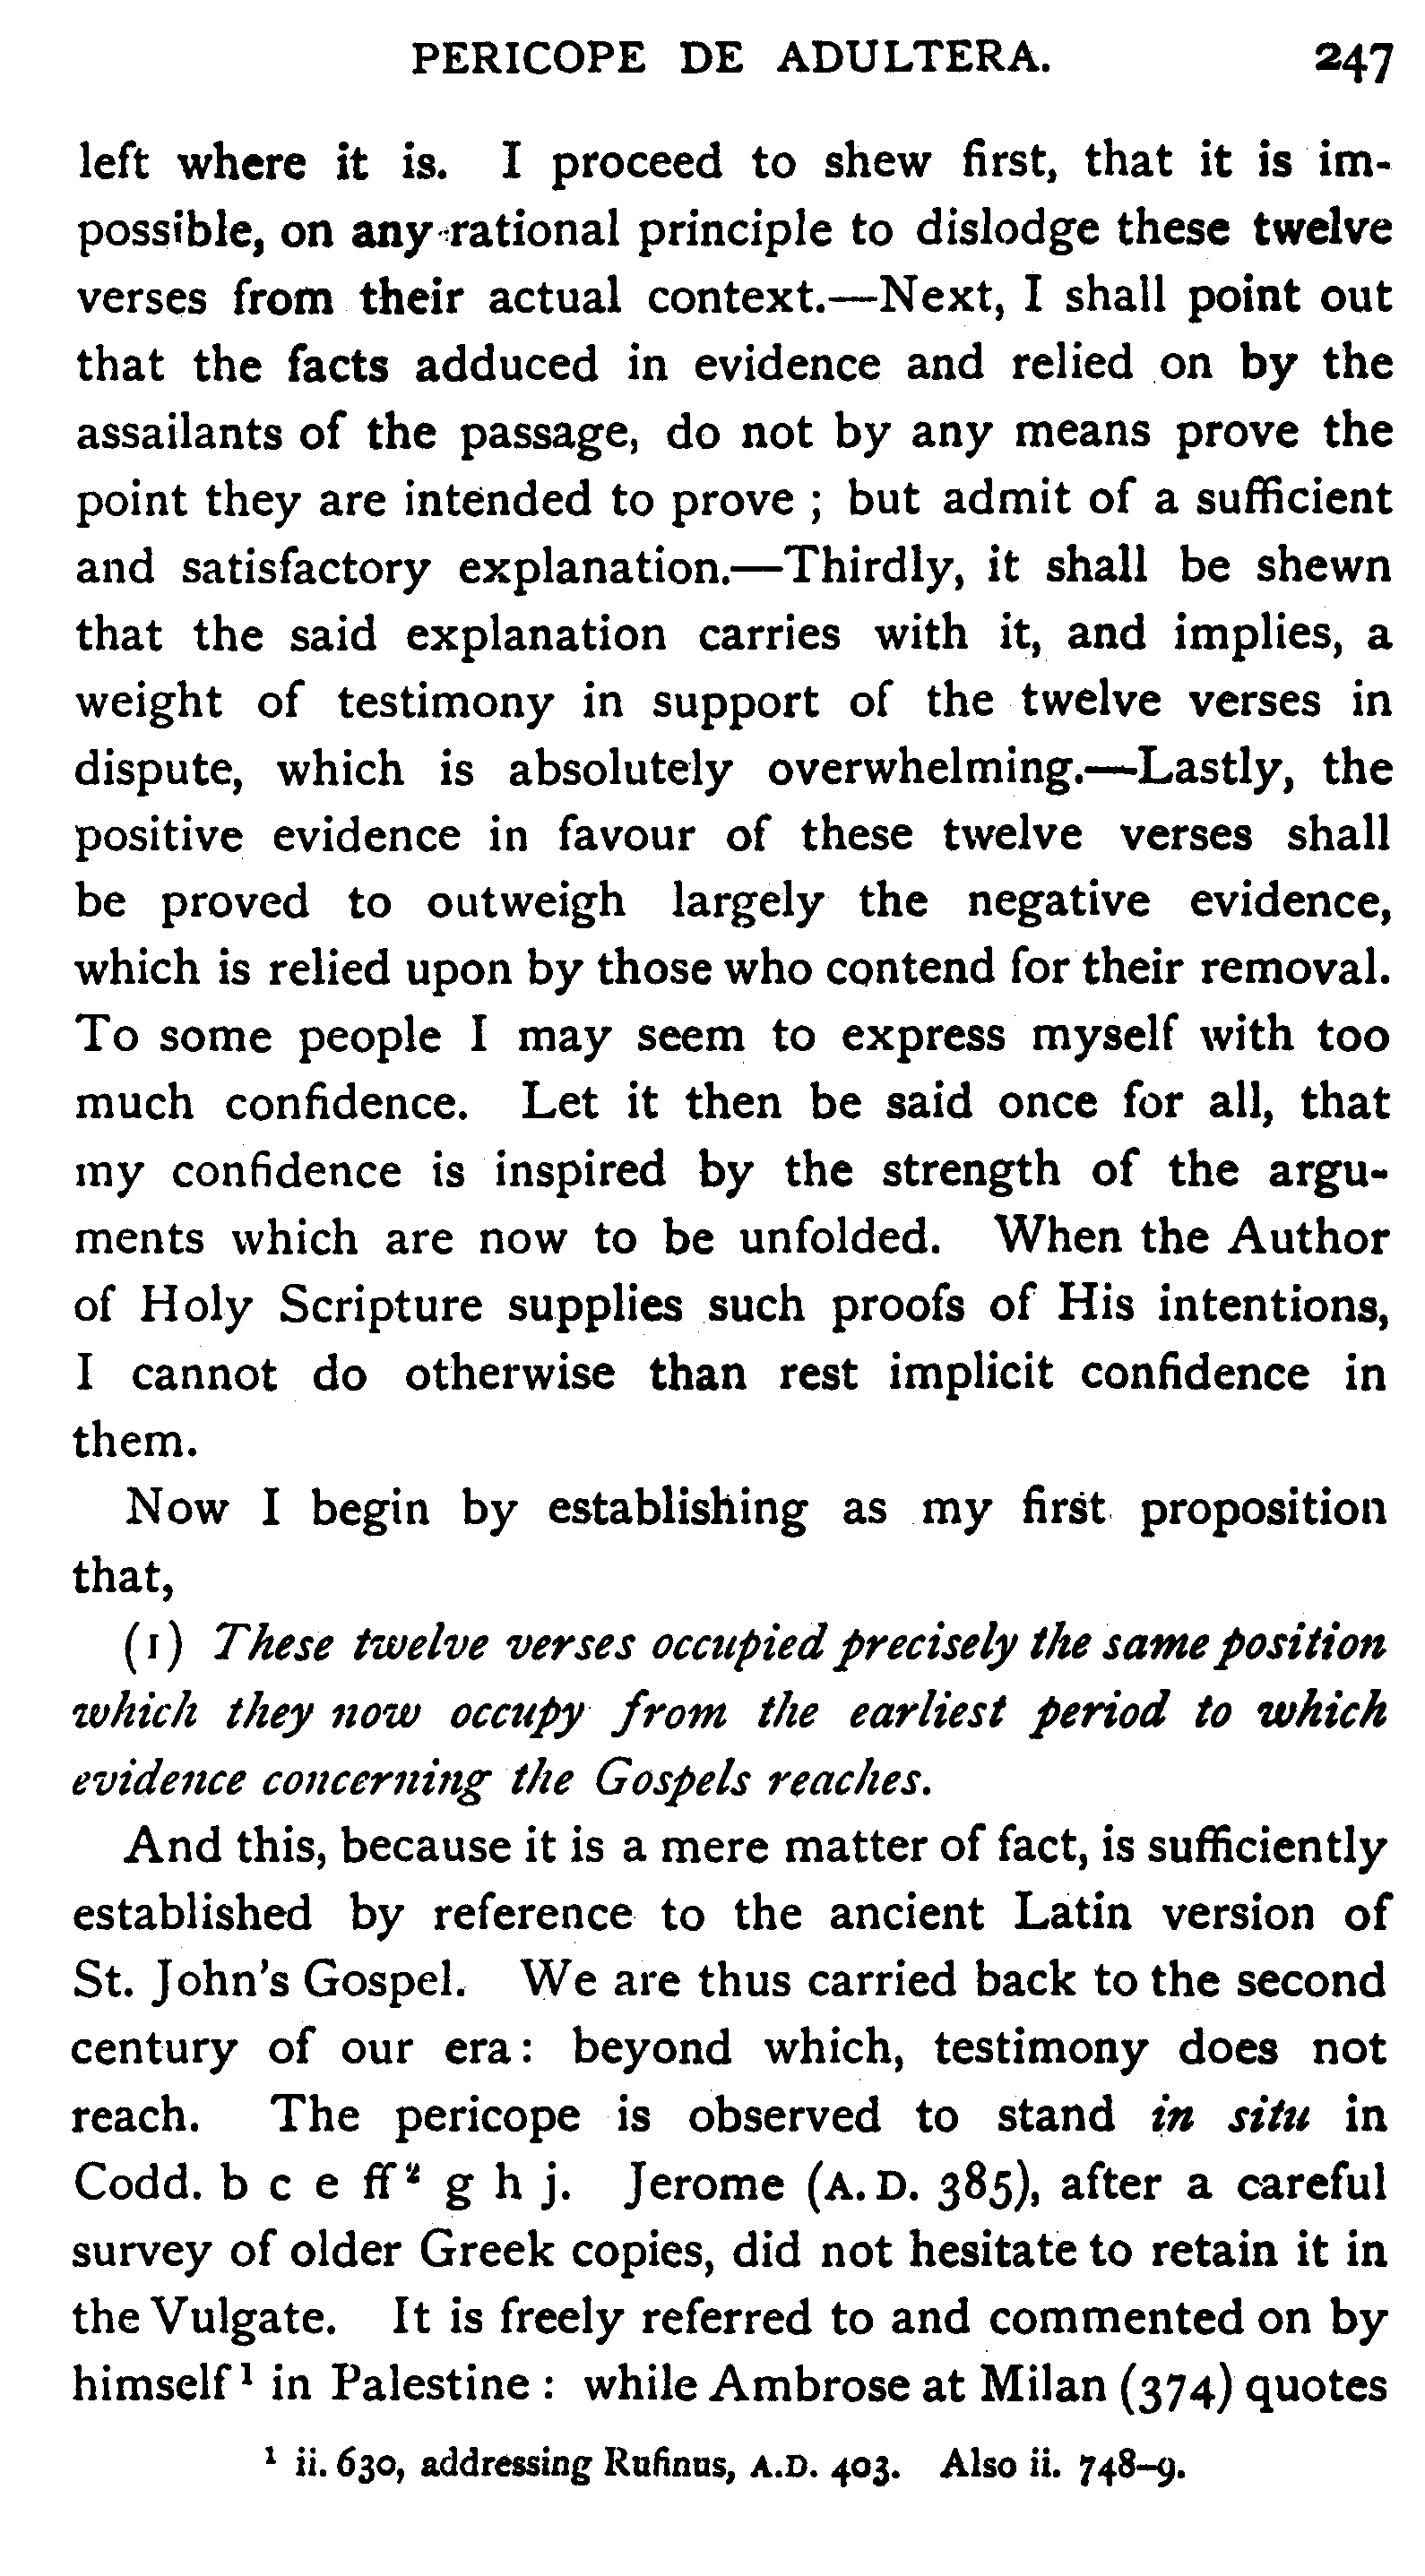 PERICOPE DE ADULTERA. 247
left where it is. I proceed to shew first, that it is im-
possible, on any rational principle to dislodge these twelve
verses from their actual context.—Next, I shall point out
that the facts adduced in evidence and relied on by the
assailants of the passage, do not by any means prove the
point they are intended to prove ; but admit of a sufficient
and satisfactory explanation.—Thirdly, it shall be shewn
that the said explanation carries with it, and implies, a
weight of testimony in support of the twelve verses in
dispute, which is absolutely overwhelming.—Lastly, the
positive evidence in favour of these twelve verses shall
be proved to outweigh largely the negative evidence,
which is relied upon by those who contend for their removal.
To some people I may seem to express myself with too
much confidence. Let it then be said once for all, that
my confidence is inspired by the strength of the argu-
ments which are now to be unfolded. When the Author
of Holy Scripture supplies such proofs of His intentions,
I cannot do otherwise than rest implicit confidence in
them.
Now I begin by establishing as my first proposition
that,
(1) These twelve verses occupied precisely the same position
which they now occupy from the earliest period to which
evidence concerning the Gospels reaches.
And this, because it is a mere matter of fact, is sufficiently
established by reference to the ancient Latin version of
St. John's Gospel. We are thus carried back to the second
century of our era: beyond which, testimony does not
reach. The pericope is observed to stand in situ in
Codd. b c e ff² g h j. Jerome (A.D. 385), after a careful
survey of older Greek copies, did not hesitate to retain it in
the Vulgate. It is freely referred to and commented on by
himself¹ in Palestine : while Ambrose at Milan (374) quotes
¹ ii. 630, addressing Rufinus, A.D. 403. Also ii. 748–9.